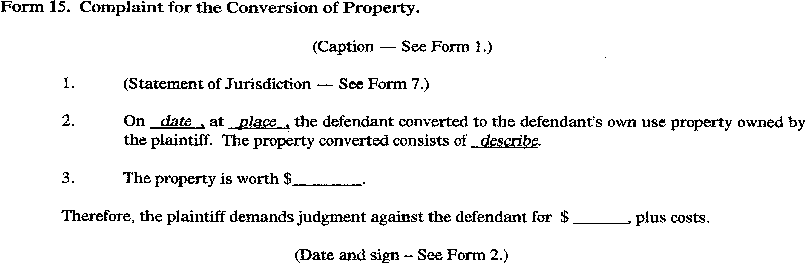 Form 15. Complaint for the Conversion of Property.
(Caption — See Form 1.)
1. (Statement of Jurisdiction — See Form 7.)
2. On date , at place , the defendant converted to the defendant's own use property owned by
the plaintiff. The property converted consists of describe.
3. The property is worth $________.
Therefore, the plaintiff demands judgment against the defendant for $ ______, plus costs.
(Date and sign – See Form 2.)